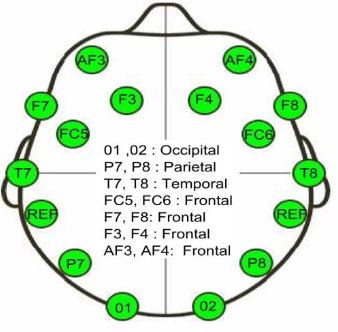 AF3 AF4
F7 F3 F4 F8
FC5 FC6
01 ,02 : Occipital
P7, P8 : Parietal
T7 T7, T8 : Temporal T8
FC5, FC6 : Frontal
REF F7, F8: Frontal REF
F3, F4 : Frontal
AF3, AF4: Frontal
P7 P8
01 02